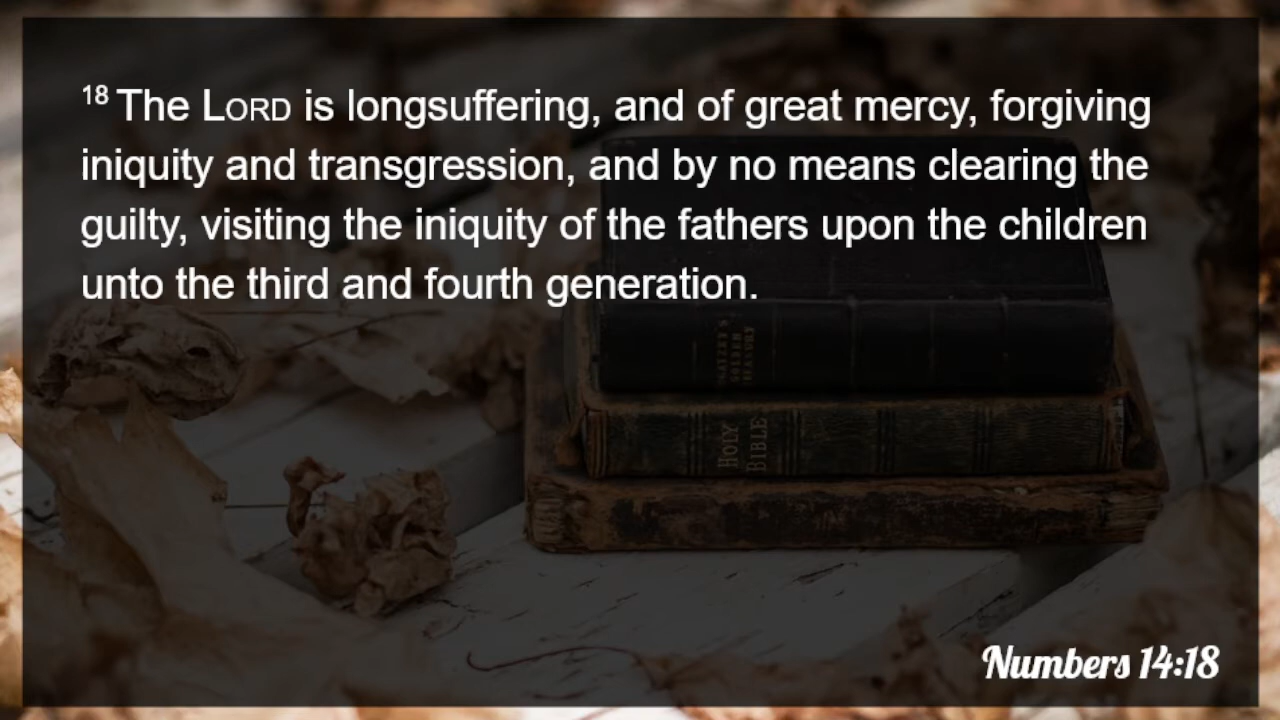 18 The LORD is longsuffering, and of great mercy, forgiving
iniquity and transgression, and by no means clearing the
guilty, visiting the iniquity of the fathers upon the children
unto the third and fourth generation.
HOLY
BIBLE
Numbers 14:18